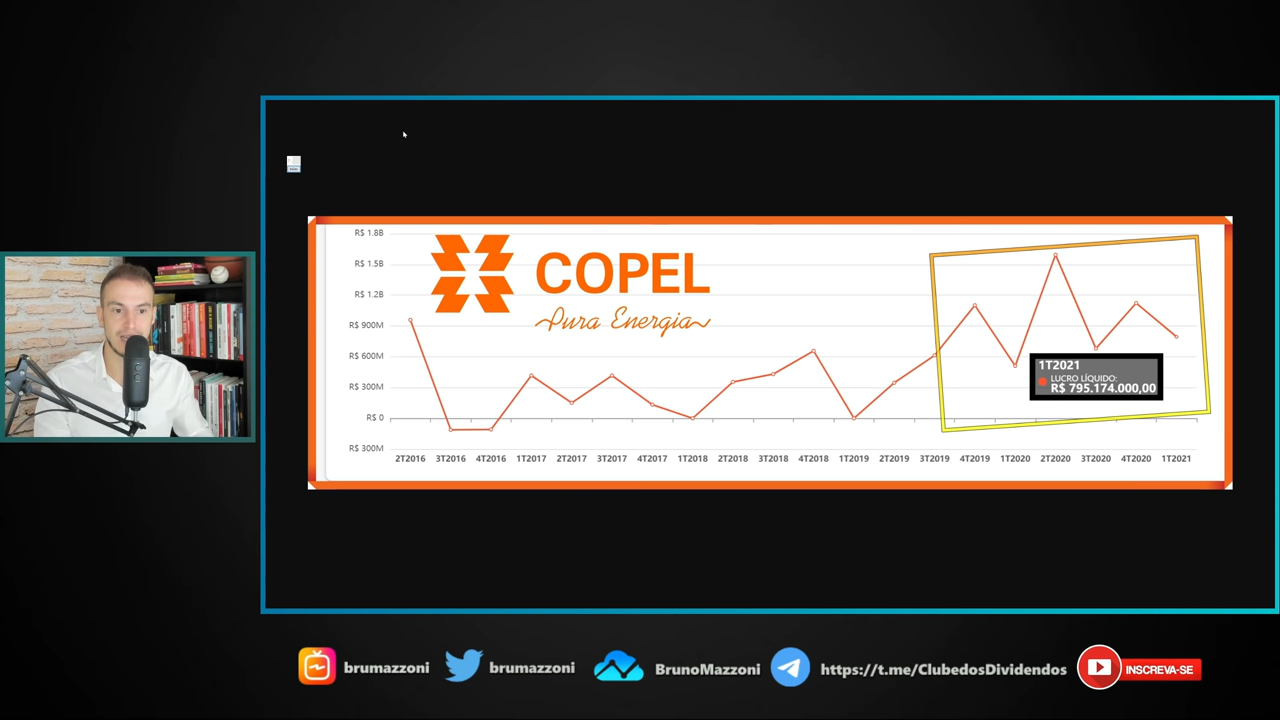 R$ 1.8B
R$ 1.5B
R$ 1.2B
R$ 900M
R$ 600M
R$ 300M
R$ 0
R$ 300M
COPEL
Pura Energia
1T2021
LUCRO LÍQUIDO:
R$ 795.174.000,00
2T2016 3T2016 4T2016 1T2017 2T2017 3T2017 4T2017 1T2018 2T2018 3T2018 4T2018 1T2019 2T2019 3T2019 4T2019 1T2020 2T2020 3T2020 4T2020 1T2021
brumazzoni brumazzoni BrunoMazzoni https://t.me/ClubedosDividendos INSCREVA-SE